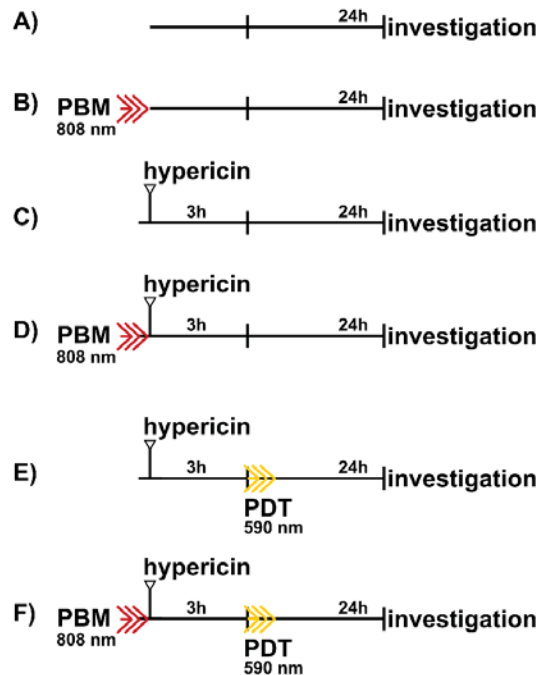 A) 24h investigation
B) PBM 24h investigation
808 nm
hypericin
C) 3h 24h investigation
hypericin
D) PBM 3h 24h investigation
808 nm
hypericin
E) 3h 24h investigation
PDT
590 nm
hypericin
F) PBM 3h 24h investigation
808 nm
PDT
590 nm